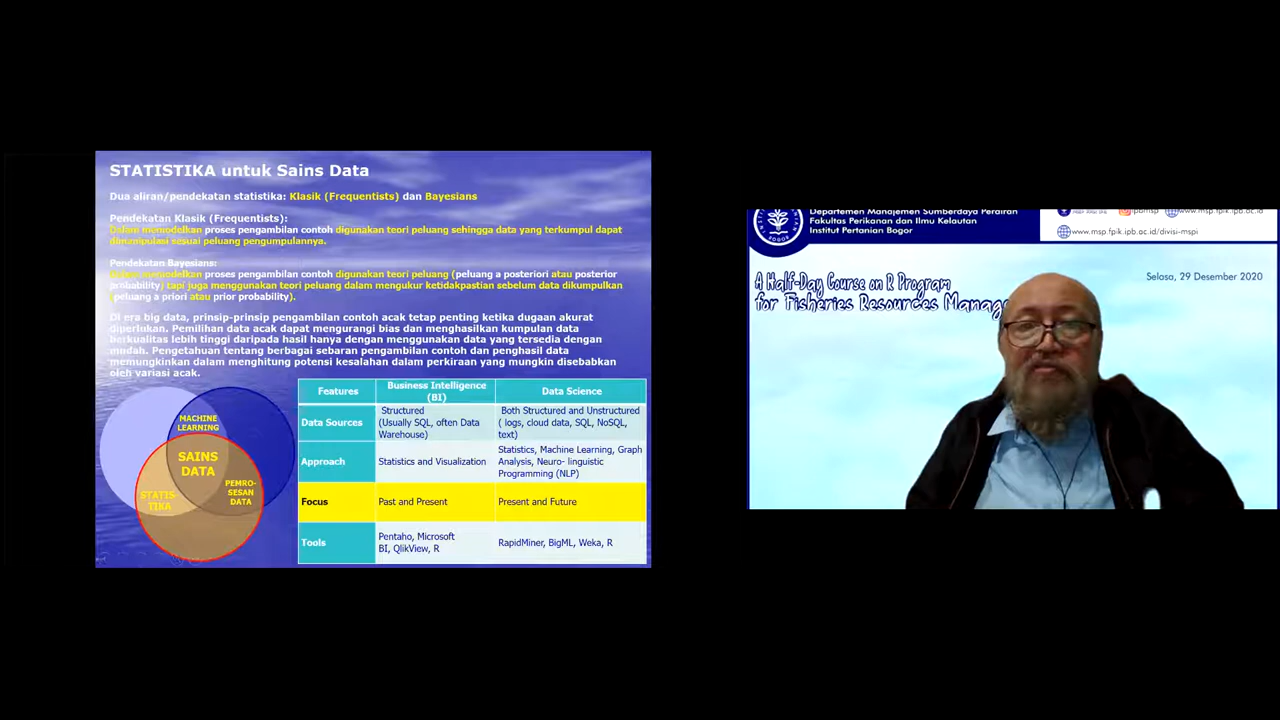 STATISTIKA untuk Sains Data
Dua aliran/pendekatan statistika: Klasik (Frequentists) dan Bayesians
Pendekatan Klasik (Frequentists):
Dalam memodelkan proses pengambilan contoh digunakan teori peluang sehingga data yang terkumpul dapat
dimanipulasi sesuai peluang pengumpulannya.
Pendekatan Bayesians:
Dalam memodelkan proses pengambilan contoh digunakan teori peluang (peluang a posteriori atau posterior
probability) tapi juga menggunakan teori peluang dalam mengukur ketidakpastian sebelum data dikumpulkan
(peluang a priori atau prior probability).
Di era big data, prinsip-prinsip pengambilan contoh acak tetap penting ketika dugaan akurat
diperlukan. Pemilihan data acak dapat mengurangi bias dan menghasilkan kumpulan data
berkualitas lebih tinggi daripada hasil hanya dengan menggunakan data yang tersedia dengan
mudah. Pengetahuan tentang berbagai sebaran pengambilan contoh dan penghasil data
memungkinkan dalam menghitung potensi kesalahan dalam perkiraan yang mungkin disebabkan
oleh variasi acak.
MACHINE
LEARNING
SAINS
DATA
STATIS
TIKA
PEMRO-
SESAN
DATA
Features Business Intelligence (BI) Data Science
Data Sources Structured (Usually SQL, often Data Warehouse) Both Structured and Unstructured ( logs, cloud data, SQL, NoSQL, text)
Approach Statistics and Visualization Statistics, Machine Learning, Graph Analysis, Neuro- linguistic Programming (NLP)
Focus Past and Present Present and Future
Tools Pentaho, Microsoft BI, QlikView, R RapidMiner, BigML, Weka, R
Departemen Manajemen Sumberdaya Perairan
Fakultas Perikanan dan Ilmu Kelautan
Institut Pertanian Bogor
www.msp.fpik.ipb.ac.id
www.msp.fpik.ipb.ac.id/divisi-mspi
Selasa, 29 Desember 2020
A Half-Day Course on R Program
for Fisheries Resources Manag